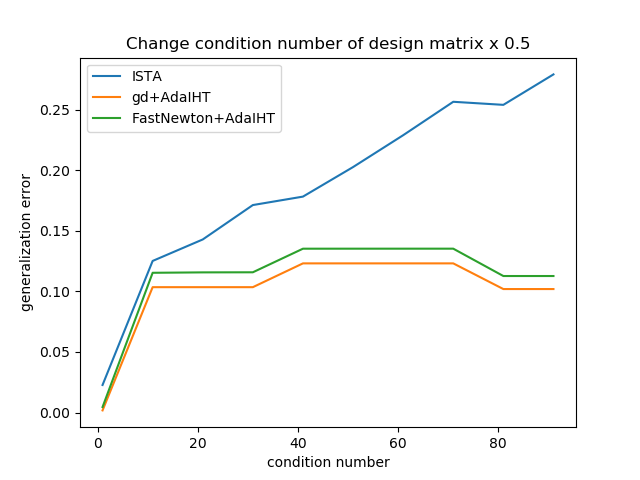 Change condition number of design matrix x 0.5
ISTA
gd+AdaIHT
FastNewton+AdaIHT
generalization error
0.25
0.20
0.15
0.10
0.05
0.00
0 20 40 60 80
condition number